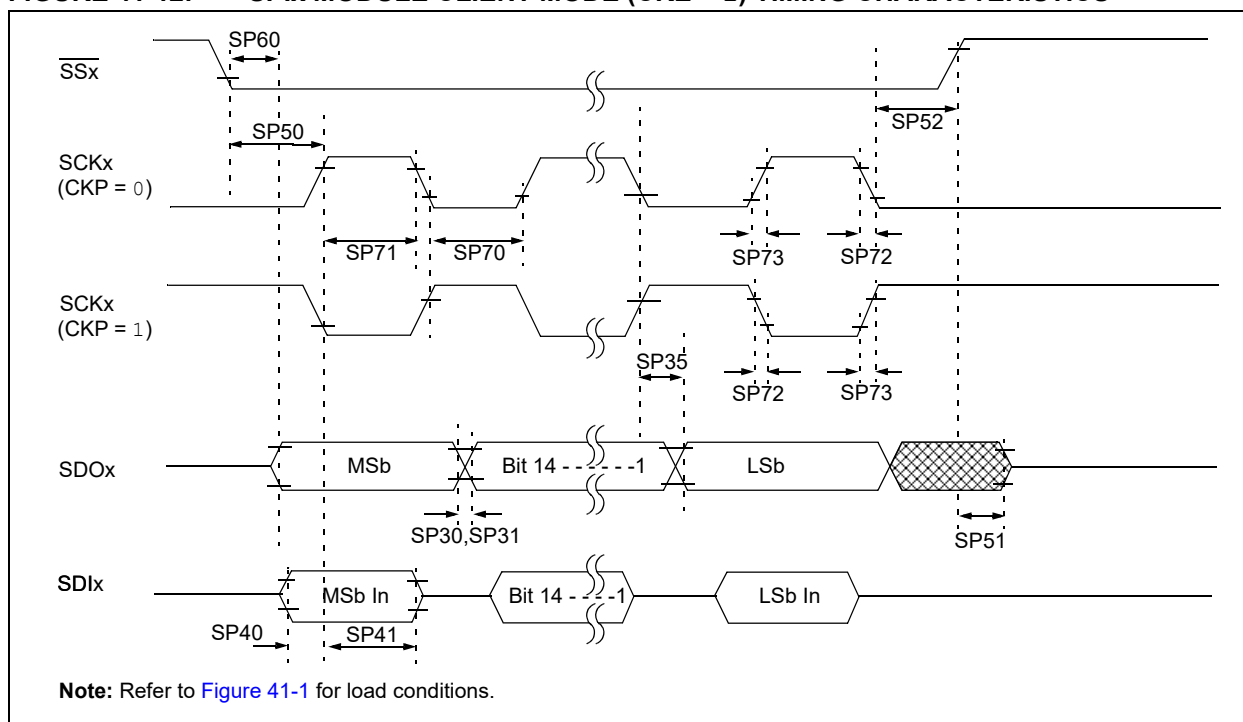 SP60
SSx
SP52
SP50
SCKx
(CKP = 0)
SP71
SP70
SP73
SP72
SCKx
(CKP = 1)
SP35
SP72
SP73
SDOx
MSb
Bit 14 - - - - - -1
LSb
SP30,SP31
SP51
SDIx
MSb In
Bit 14 - - - -1
LSb In
SP40
SP41
Note: Refer to Figure 41-1 for load conditions.